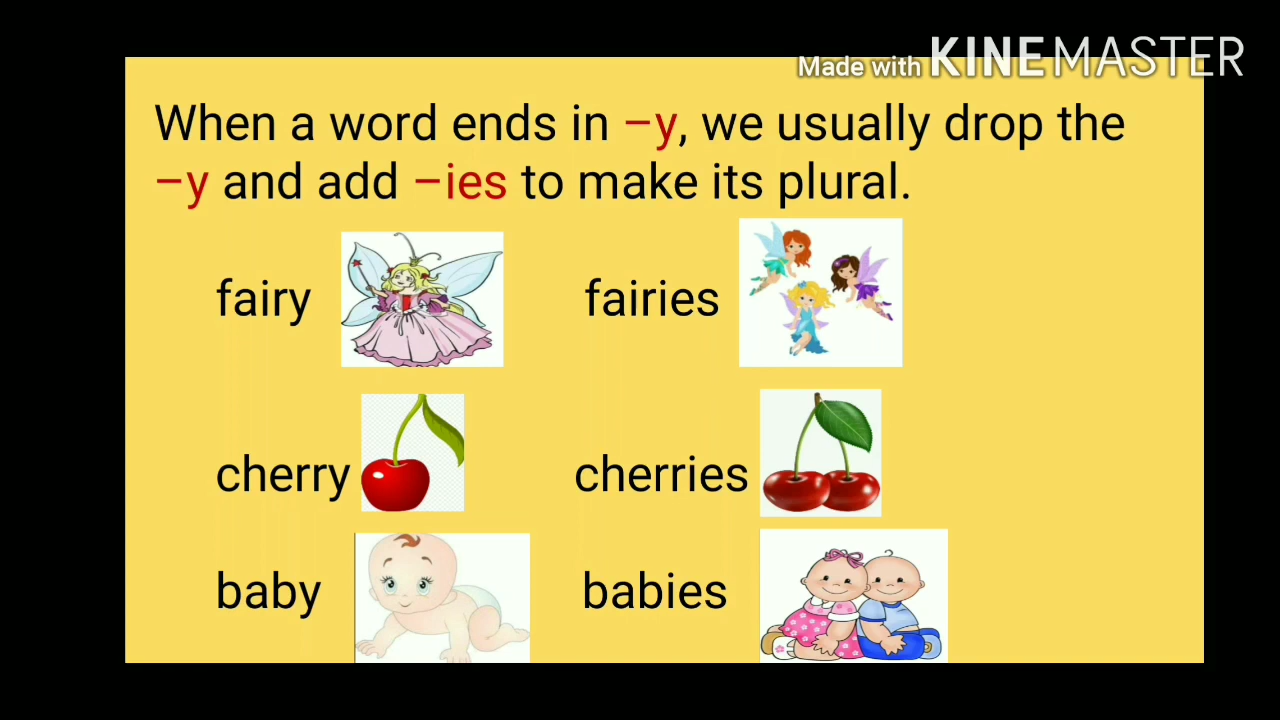 Made with KINEMASTER
When a word ends in –y, we usually drop the
–y and add –ies to make its plural.
fairy fairies
cherry cherries
baby babies